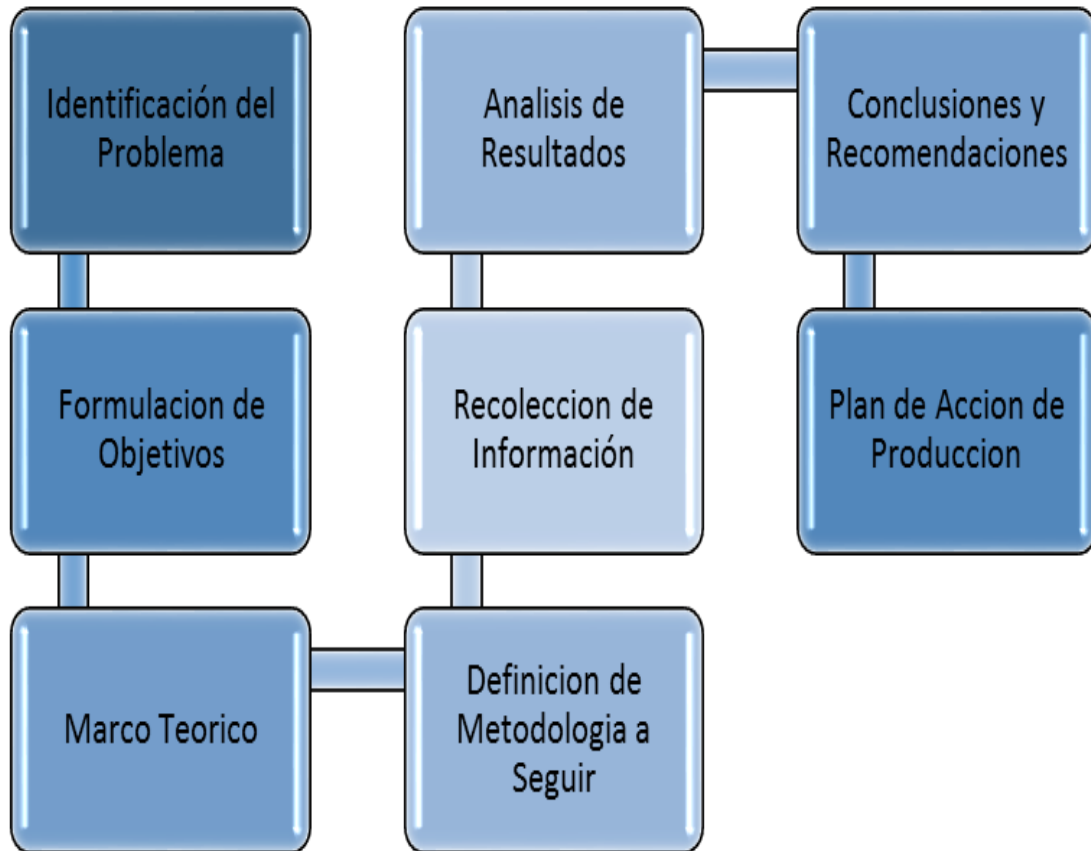 Identificación del
Problema
Formulacion de
Objetivos
Marco Teorico
Definicion de
Metodologia a
Seguir
Recoleccion de
Información
Analisis de
Resultados
Conclusiones y
Recomendaciones
Plan de Accion de
Produccion